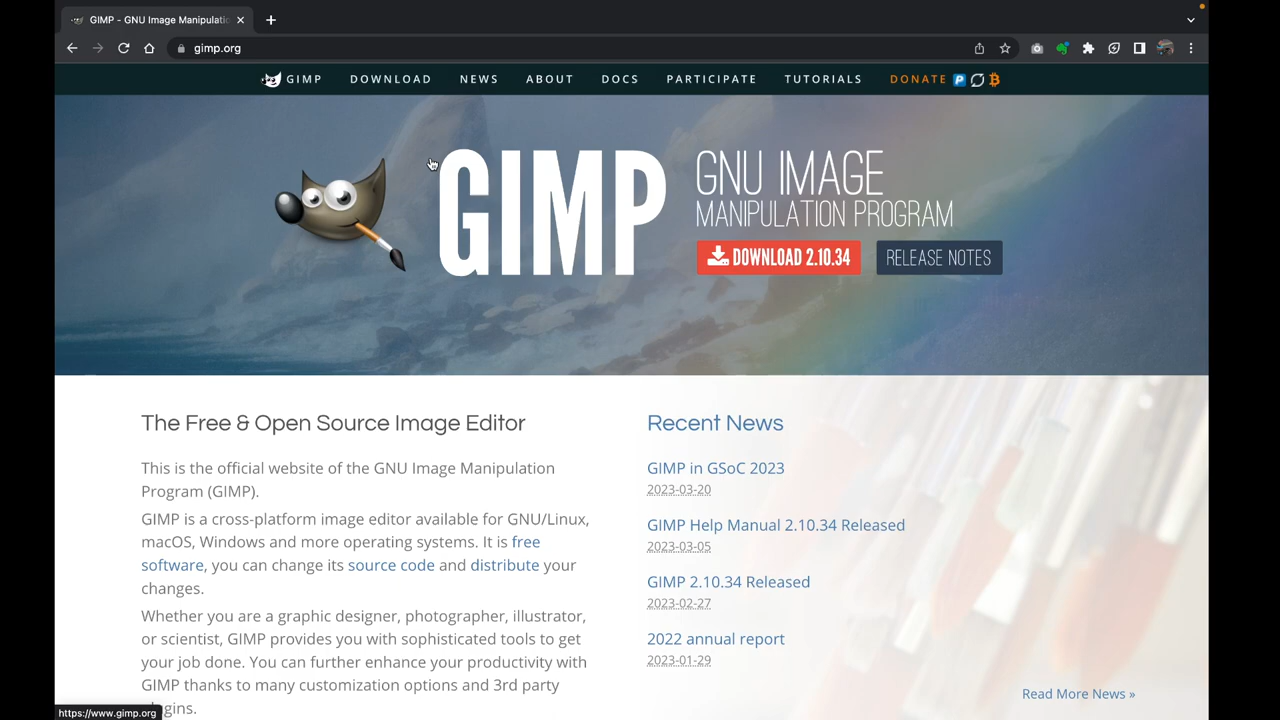 GIMP - GNU Image Manipulatio
gimp.org
GIMP DOWNLOAD NEWS ABOUT DOCS PARTICIPATE TUTORIALS DONATE
GIMP
GNU IMAGE
MANIPULATION PROGRAM
DOWNLOAD 2.10.34 RELEASE NOTES
The Free & Open Source Image Editor
This is the official website of the GNU Image Manipulation
Program (GIMP).
GIMP is a cross-platform image editor available for GNU/Linux,
macOS, Windows and more operating systems. It is free
software, you can change its source code and distribute your
changes.
Whether you are a graphic designer, photographer, illustrator,
or scientist, GIMP provides you with sophisticated tools to get
your job done. You can further enhance your productivity with
GIMP thanks to many customization options and 3rd party
Recent News
GIMP in GSoC 2023
2023-03-20
GIMP Help Manual 2.10.34 Released
2023-03-05
GIMP 2.10.34 Released
2023-02-27
2022 annual report
2023-01-29
Read More News »
https://www.gimp.org